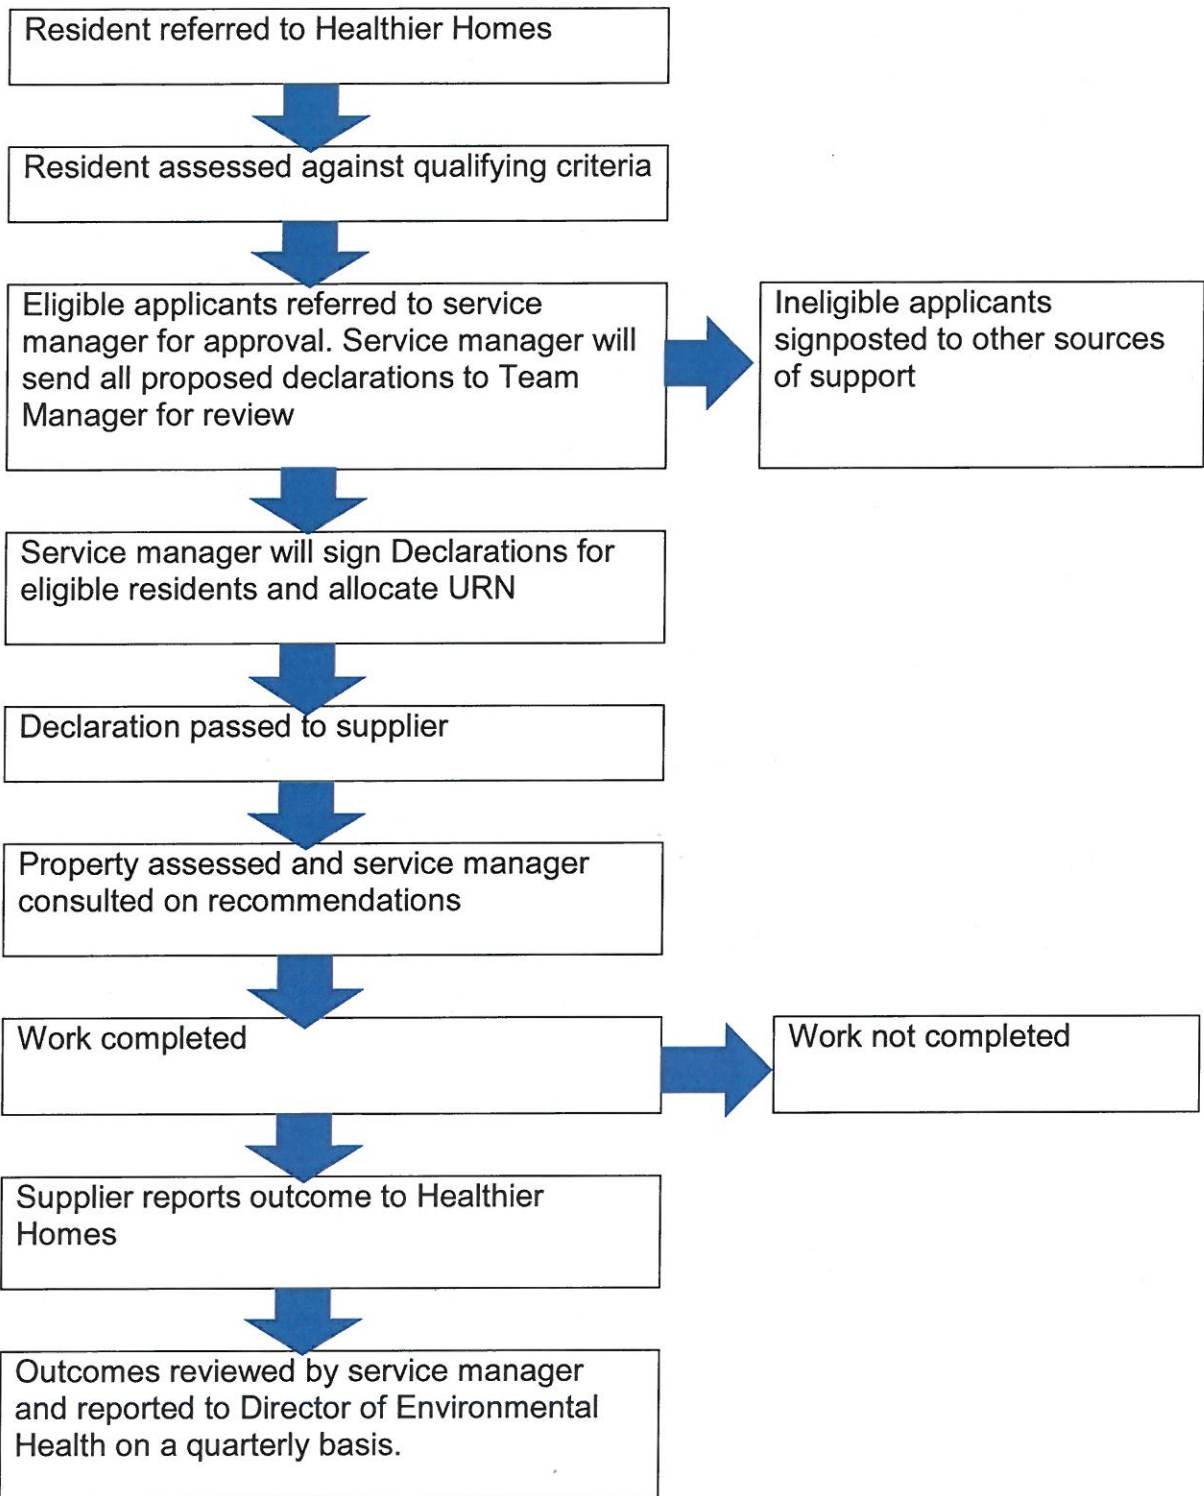 Resident referred to Healthier Homes
Resident assessed against qualifying criteria
Eligible applicants referred to service
manager for approval. Service manager will
send all proposed declarations to Team
Manager for review
Ineligible applicants
signposted to other sources
of support
Service manager will sign Declarations for
eligible residents and allocate URN
Declaration passed to supplier
Property assessed and service manager
consulted on recommendations
Work completed
Work not completed
Supplier reports outcome to Healthier
Homes
Outcomes reviewed by service manager
and reported to Director of Environmental
Health on a quarterly basis.